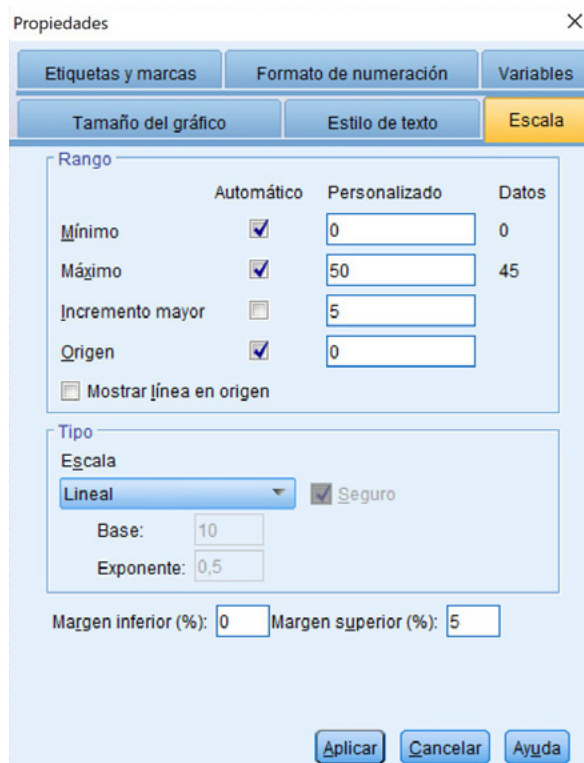 Propiedades
Etiquetas y marcas Formato de numeración Variables
Tamaño del gráfico Estilo de texto Escala
Rango
Automático Personalizado Datos
Mínimo 0 0
Máximo 50 45
Incremento mayor 5
Origen 0
Mostrar línea en origen
Tipo
Escala
Lineal Seguro
Base: 10
Exponente: 0,5
Margen inferior (%): 0 Margen superior (%): 5
Aplicar Cancelar Ayuda